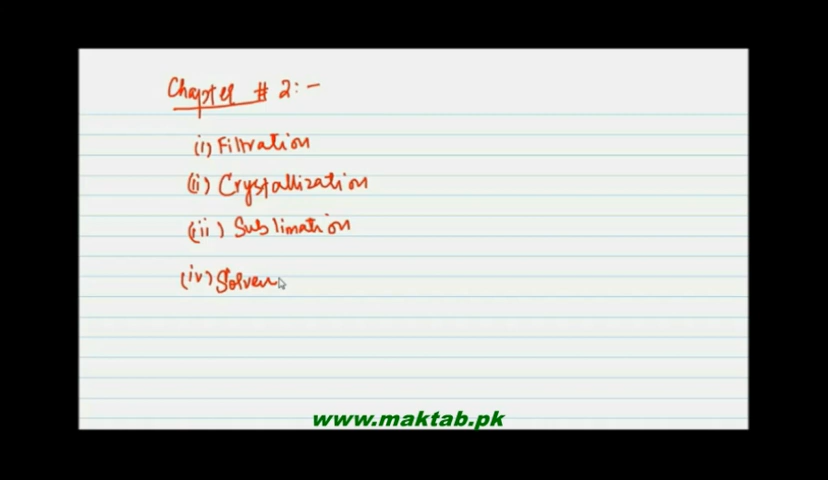 Chapter # 2:-
(i) Filtration
(ii) Crystallization
(iii) Sublimation
(iv) Solven
www.maktab.pk